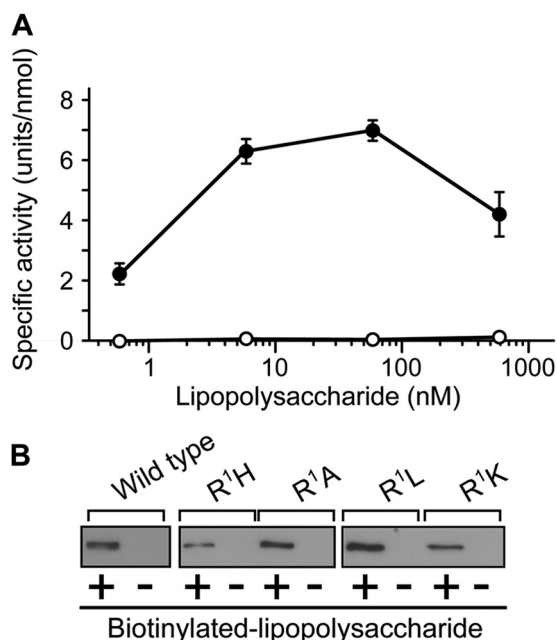 A
Specific activity (units/nmol)
8
6
4
2
0
1 10 100 1000
Lipopolysaccharide (nM)
B
Wild type R¹H R¹A R¹L R¹K
+ - + - + - + - + -
Biotinylated-lipopolysaccharide